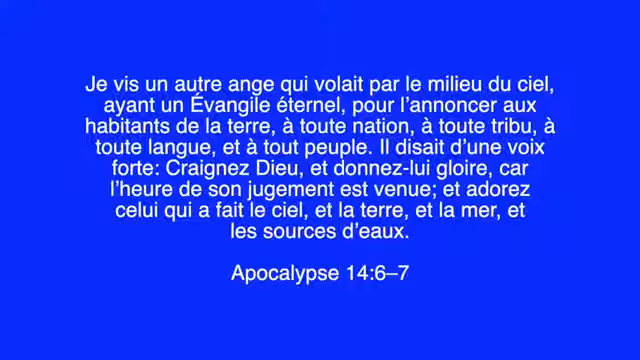 Je vis un autre ange qui volait par le milieu du ciel,
ayant un Évangile éternel, pour l’annoncer aux
habitants de la terre, à toute nation, à toute tribu, à
toute langue, et à tout peuple. Il disait d’une voix
forte: Craignez Dieu, et donnez-lui gloire, car
l’heure de son jugement est venue; et adorez
celui qui a fait le ciel, et la terre, et la mer, et
les sources d’eaux.
Apocalypse 14:6–7